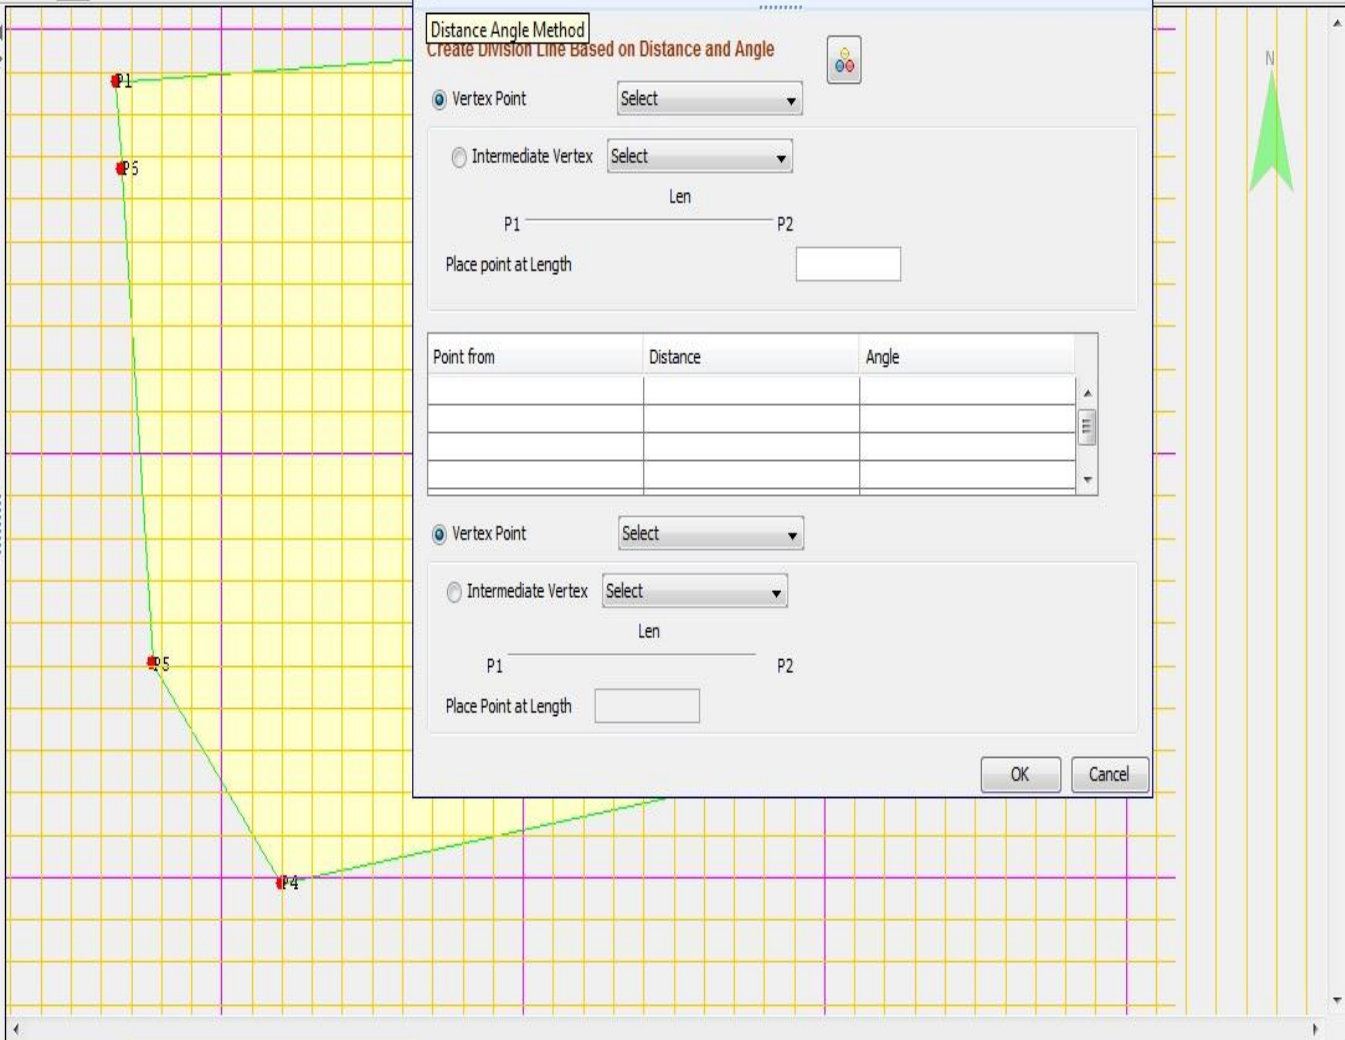 Distance Angle Method
Create Division Line Based on Distance and Angle
Vertex Point Select
Intermediate Vertex Select
Len
P1 P2
Place point at Length
Point from Distance Angle
Vertex Point Select
Intermediate Vertex Select
Len
P1 P2
Place Point at Length
OK Cancel
P1
P6
P5
P4
N